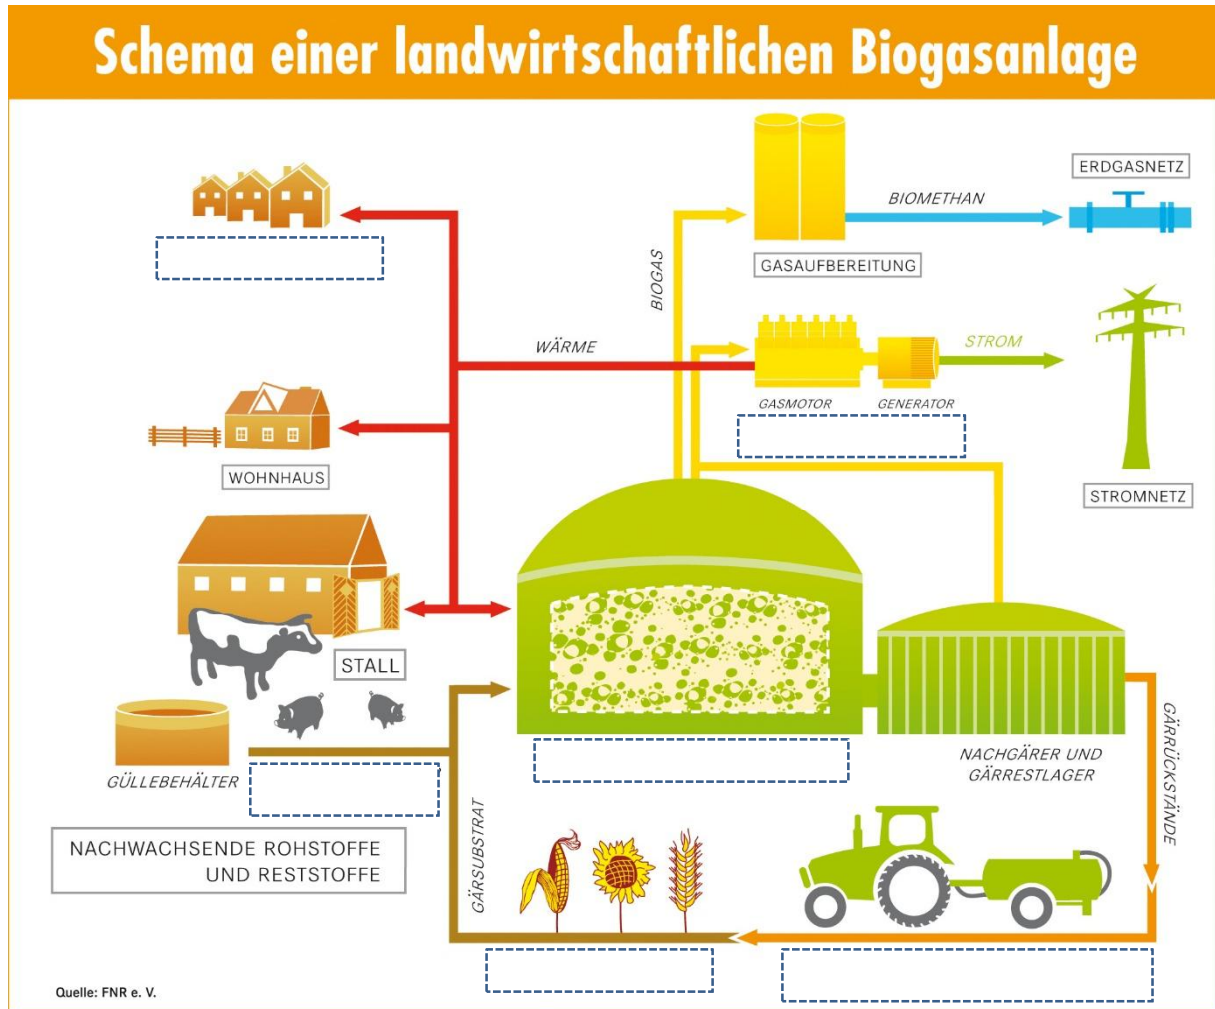 Schema einer landwirtschaftlichen Biogasanlage
ERDGASNETZ
BIOMETHAN
BIOGAS
GASAUFBEREITUNG
WÄRME
STROM
GASMOTOR
GENERATOR
WOHNHAUS
STROMNETZ
STALL
GÜLLEBEHÄLTER
NACHGÄRER UND
GÄRRESTLAGER
GÄRRÜCKSTÄNDE
NACHWACHSENDE ROHSTOFFE
UND RESTSTOFFE
GÄRSUBSTRAT
Quelle: FNR e. V.